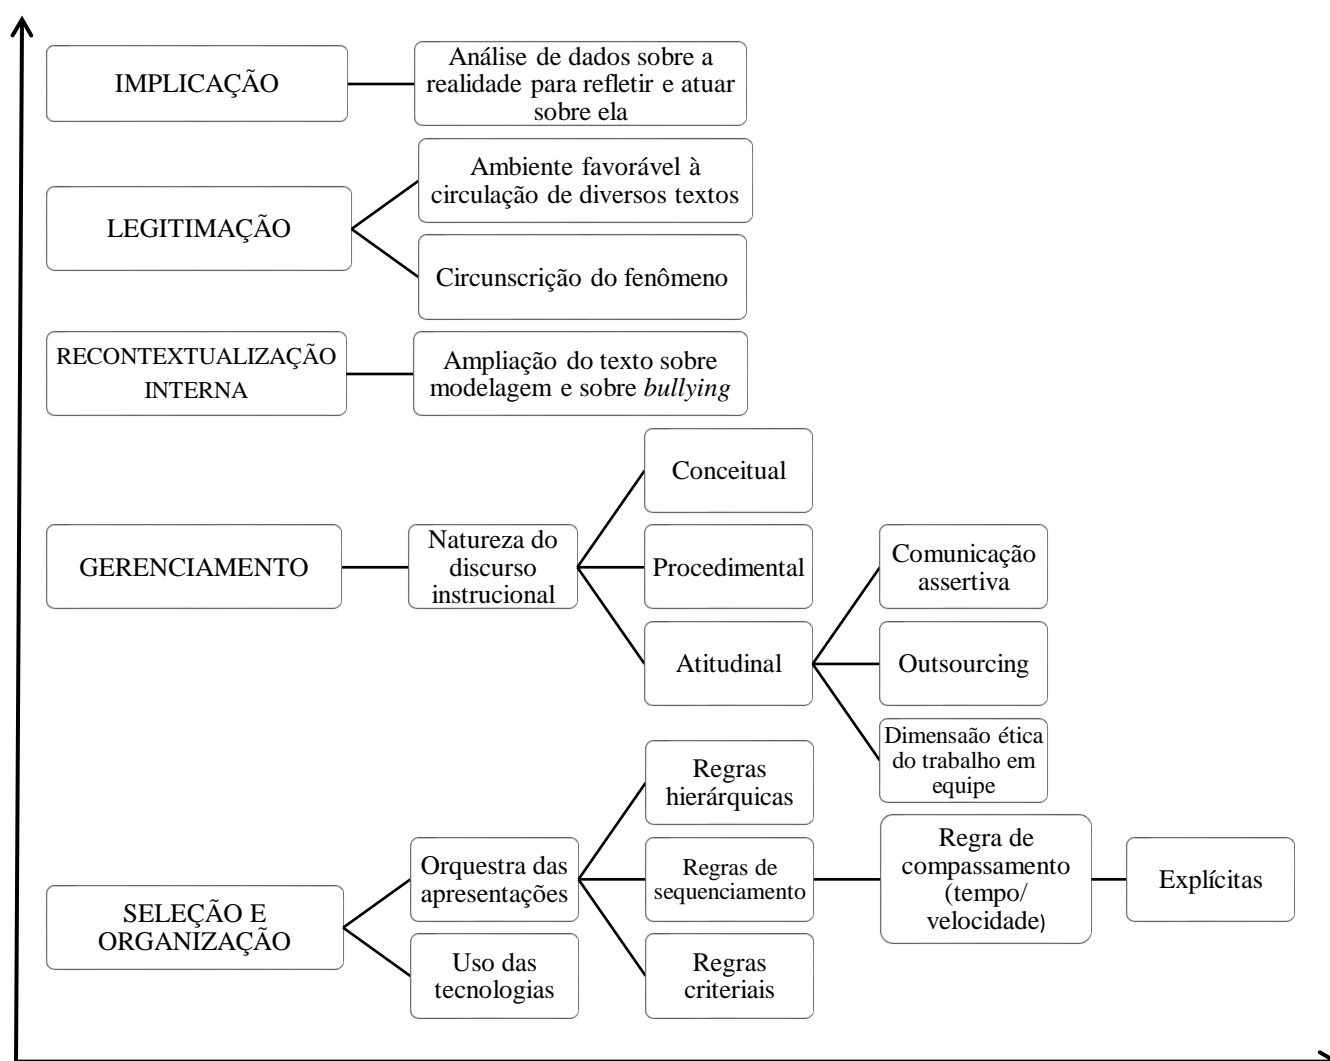 IMPLICAÇÃO
Análise de dados sobre a
realidade para refletir e atuar
sobre ela
LEGITIMAÇÃO
Ambiente favorável à
circulação de diversos textos
Circunscrição do fenômeno
RECONTEXTUALIZAÇÃO
INTERNA
Ampliação do texto sobre
modelagem e sobre bullying
GERENCIAMENTO
Natureza do
discurso
instrucional
Conceitual
Procedimental
Atitudinal
Comunicação
assertiva
Outsourcing
Dimensaão ética
do trabalho em
equipe
SELEÇÃO E
ORGANIZAÇÃO
Orquestra das
apresentações
Uso das
tecnologias
Regras
hierárquicas
Regras de
sequenciamento
Regras
criteriais
Regra de
compassamento
(tempo/
velocidade)
Explícitas